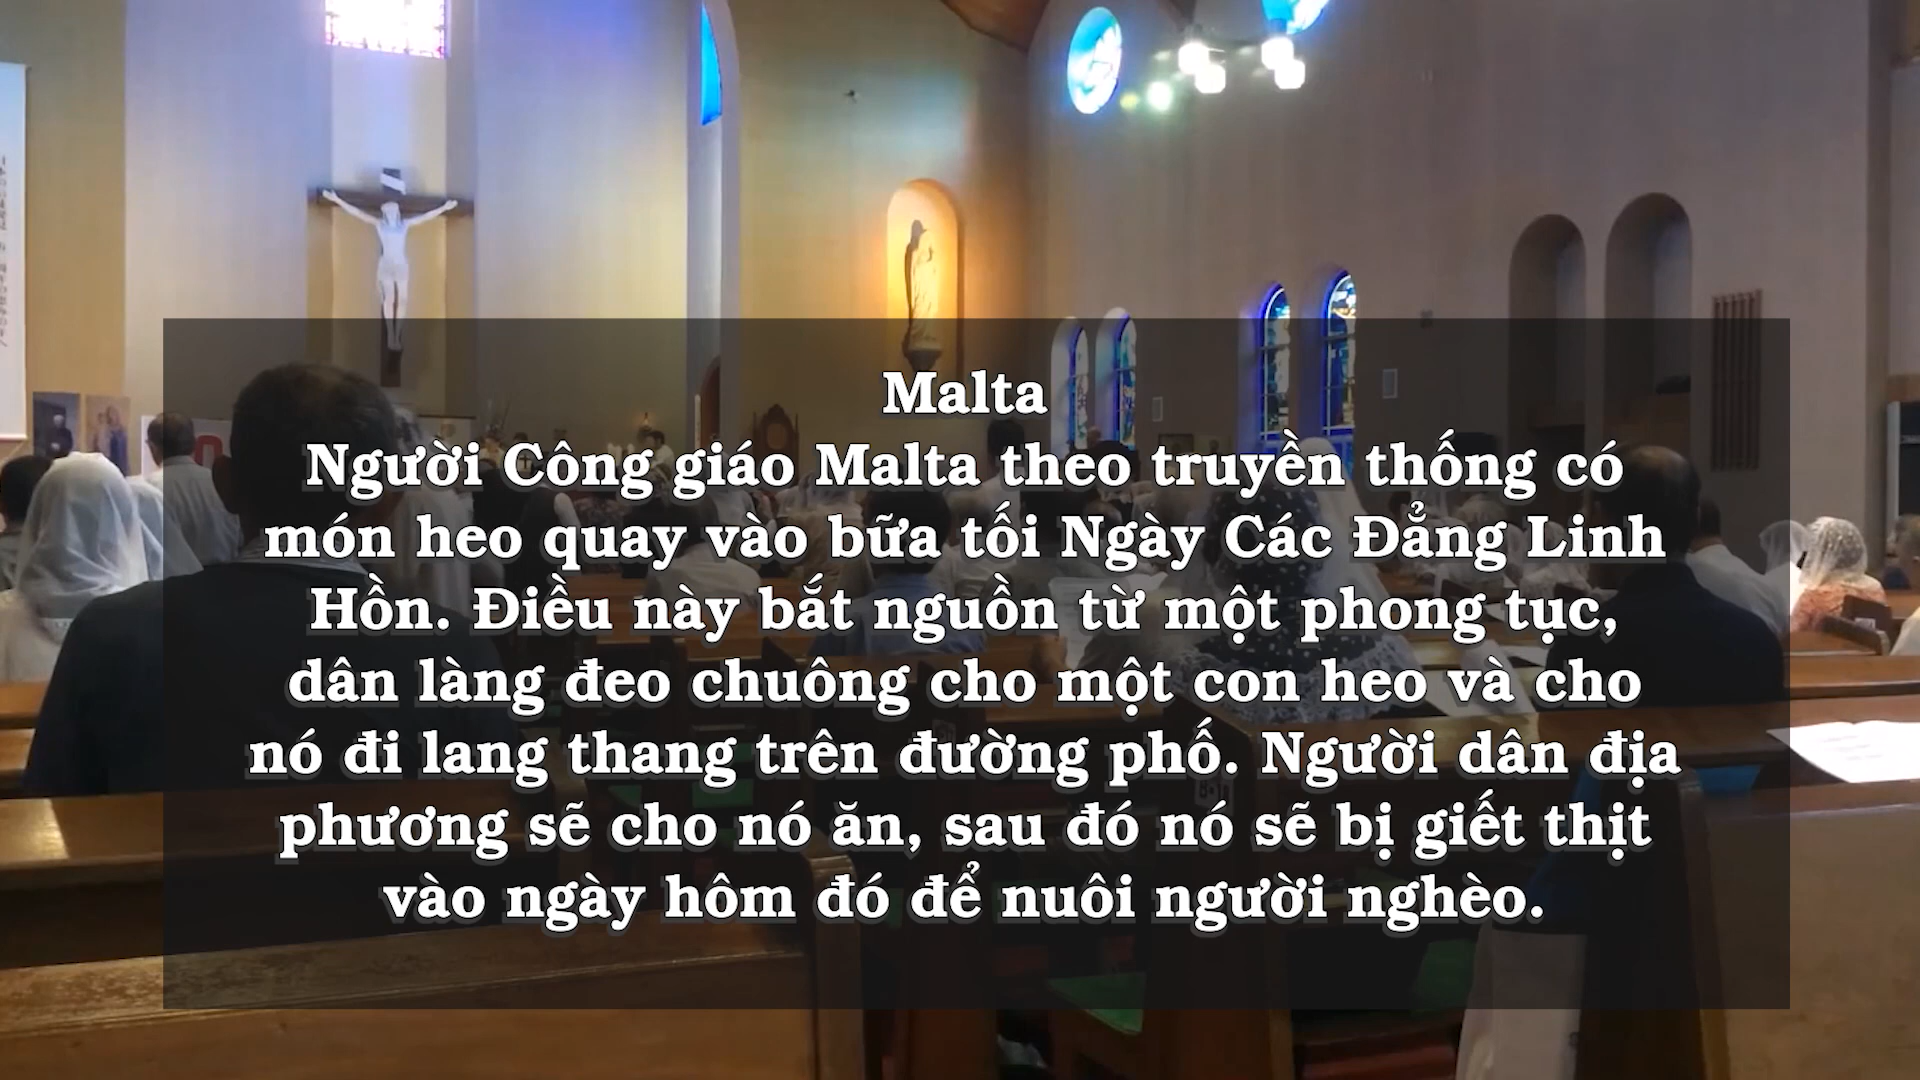 Malta
Người Công giáo Malta theo truyền thống có
món heo quay vào bữa tối Ngày Các Đẳng Linh
Hồn. Điều này bắt nguồn từ một phong tục,
dân làng đeo chuông cho một con heo và cho
nó đi lang thang trên đường phố. Người dân địa
phương sẽ cho nó ăn, sau đó nó sẽ bị giết thịt
vào ngày hôm đó để nuôi người nghèo.